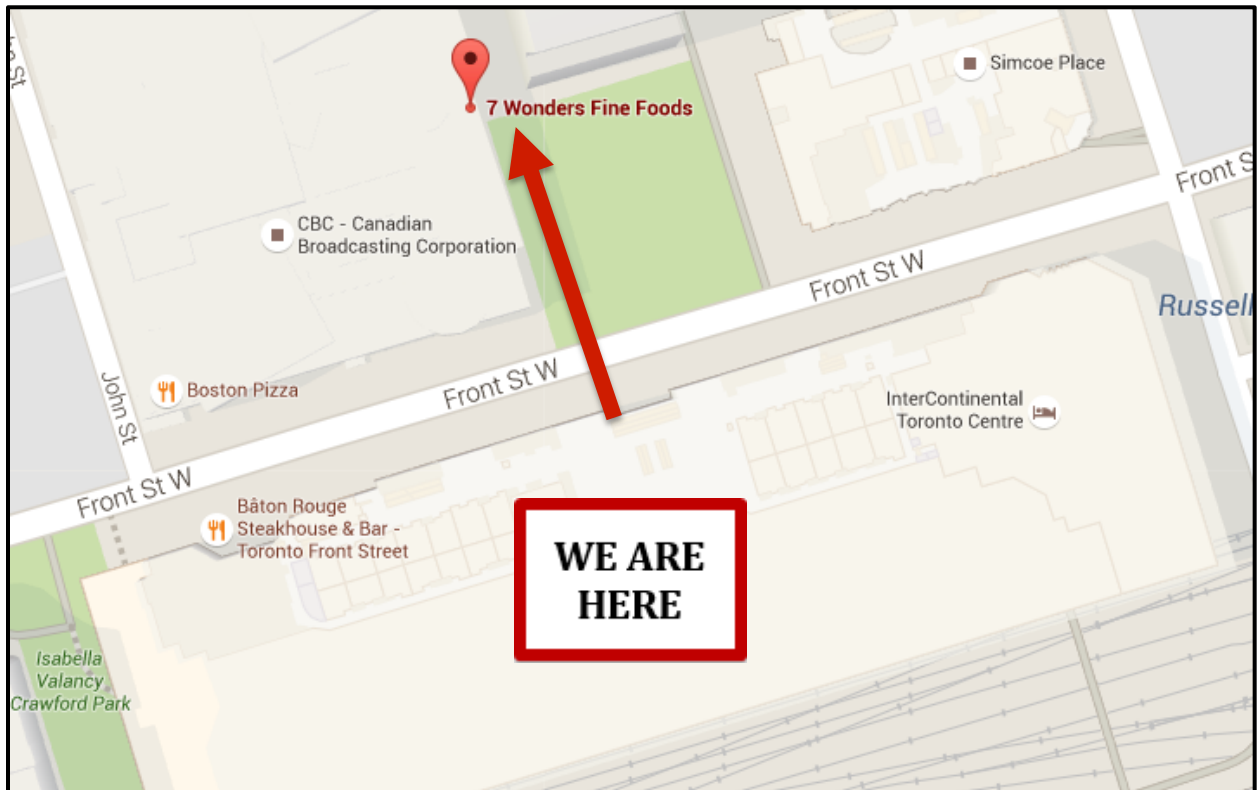 Simcoe Place
7 Wonders Fine Foods
Front S
CBC - Canadian
Broadcasting Corporation
Front St W
Russell
John St
Boston Pizza
Front St W
InterContinental
Toronto Centre
Front St W
Bâton Rouge
Steakhouse & Bar -
Toronto Front Street
WE ARE
HERE
Isabella
Valancy
Crawford Park